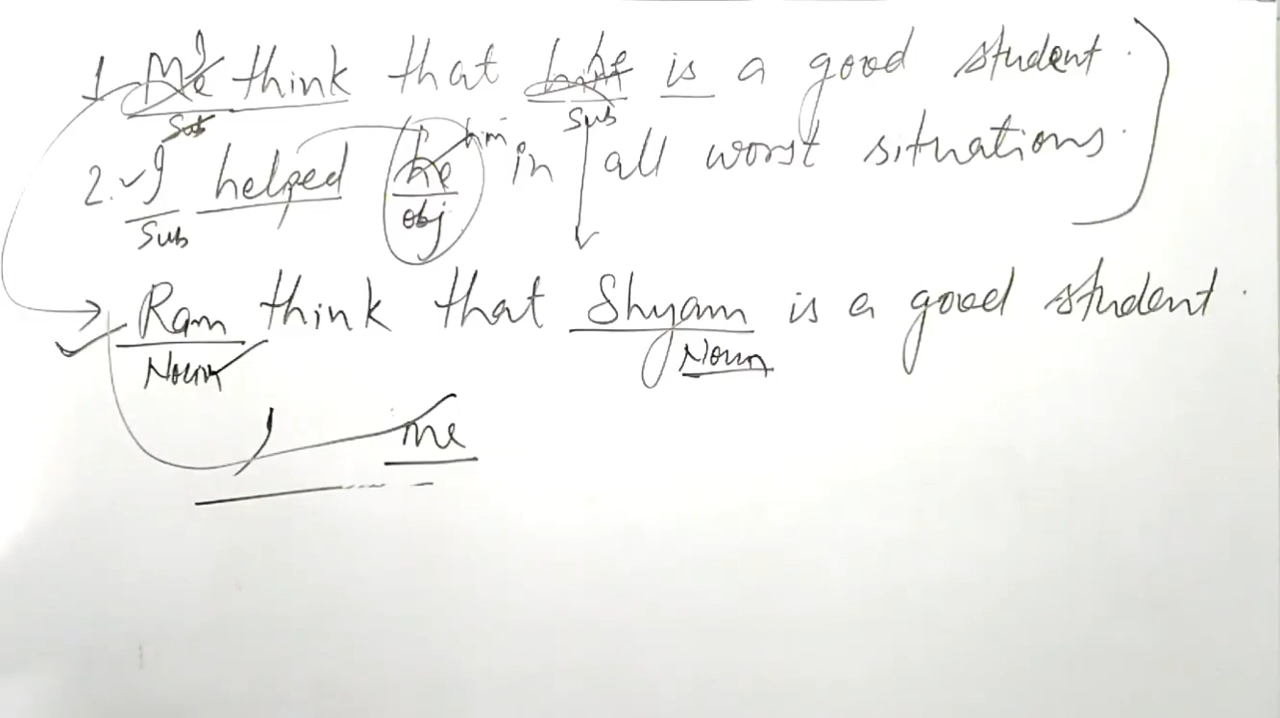 1 Me I think that him he is a good student.
Sub Sub
2. I helped he him in all worst situations.
Sub obj
Ram think that Shyam is a good student.
Noun Noun
I me